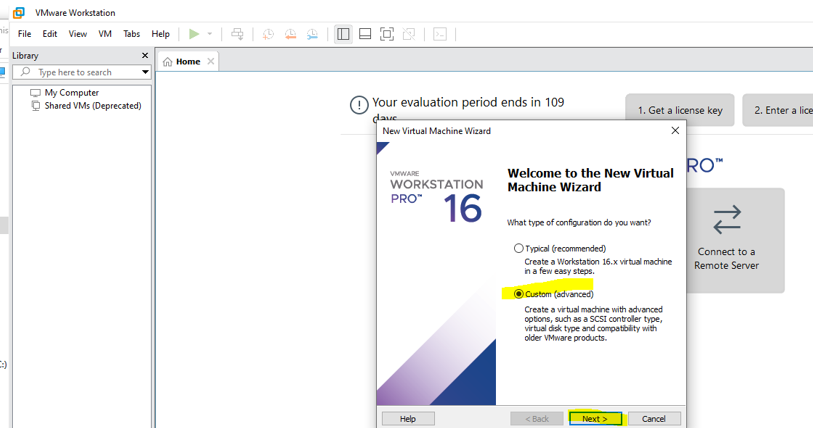 VMware Workstation
File Edit View VM Tabs Help
Library
Type here to search
Home
My Computer
Shared VMs (Deprecated)
Your evaluation period ends in 109
days
1. Get a license key
2. Enter a lice
New Virtual Machine Wizard
VMWARE
WORKSTATION
PRO™ 16
Welcome to the New Virtual
Machine Wizard
What type of configuration do you want?
Typical (recommended)
Create a Workstation 16.x virtual machine
in a few easy steps.
Custom (advanced)
Create a virtual machine with advanced
options, such as a SCSI controller type,
virtual disk type and compatibility with
older VMware products.
PRO™
Connect to a
Remote Server
Help
< Back
Next >
Cancel
his
r
C:)